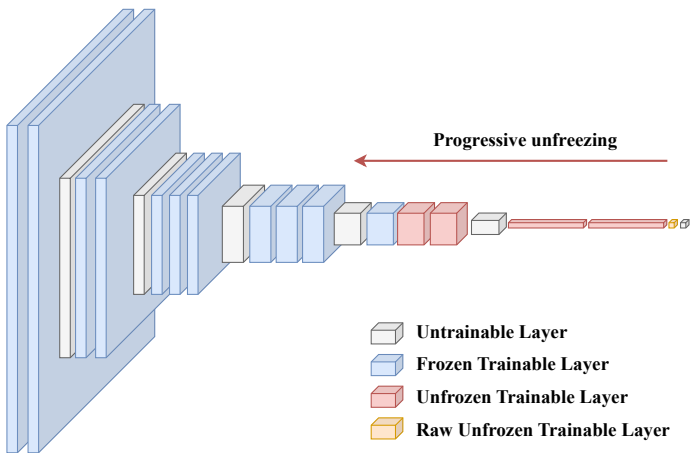 Progressive unfreezing
Untrainable Layer
Frozen Trainable Layer
Unfrozen Trainable Layer
Raw Unfrozen Trainable Layer